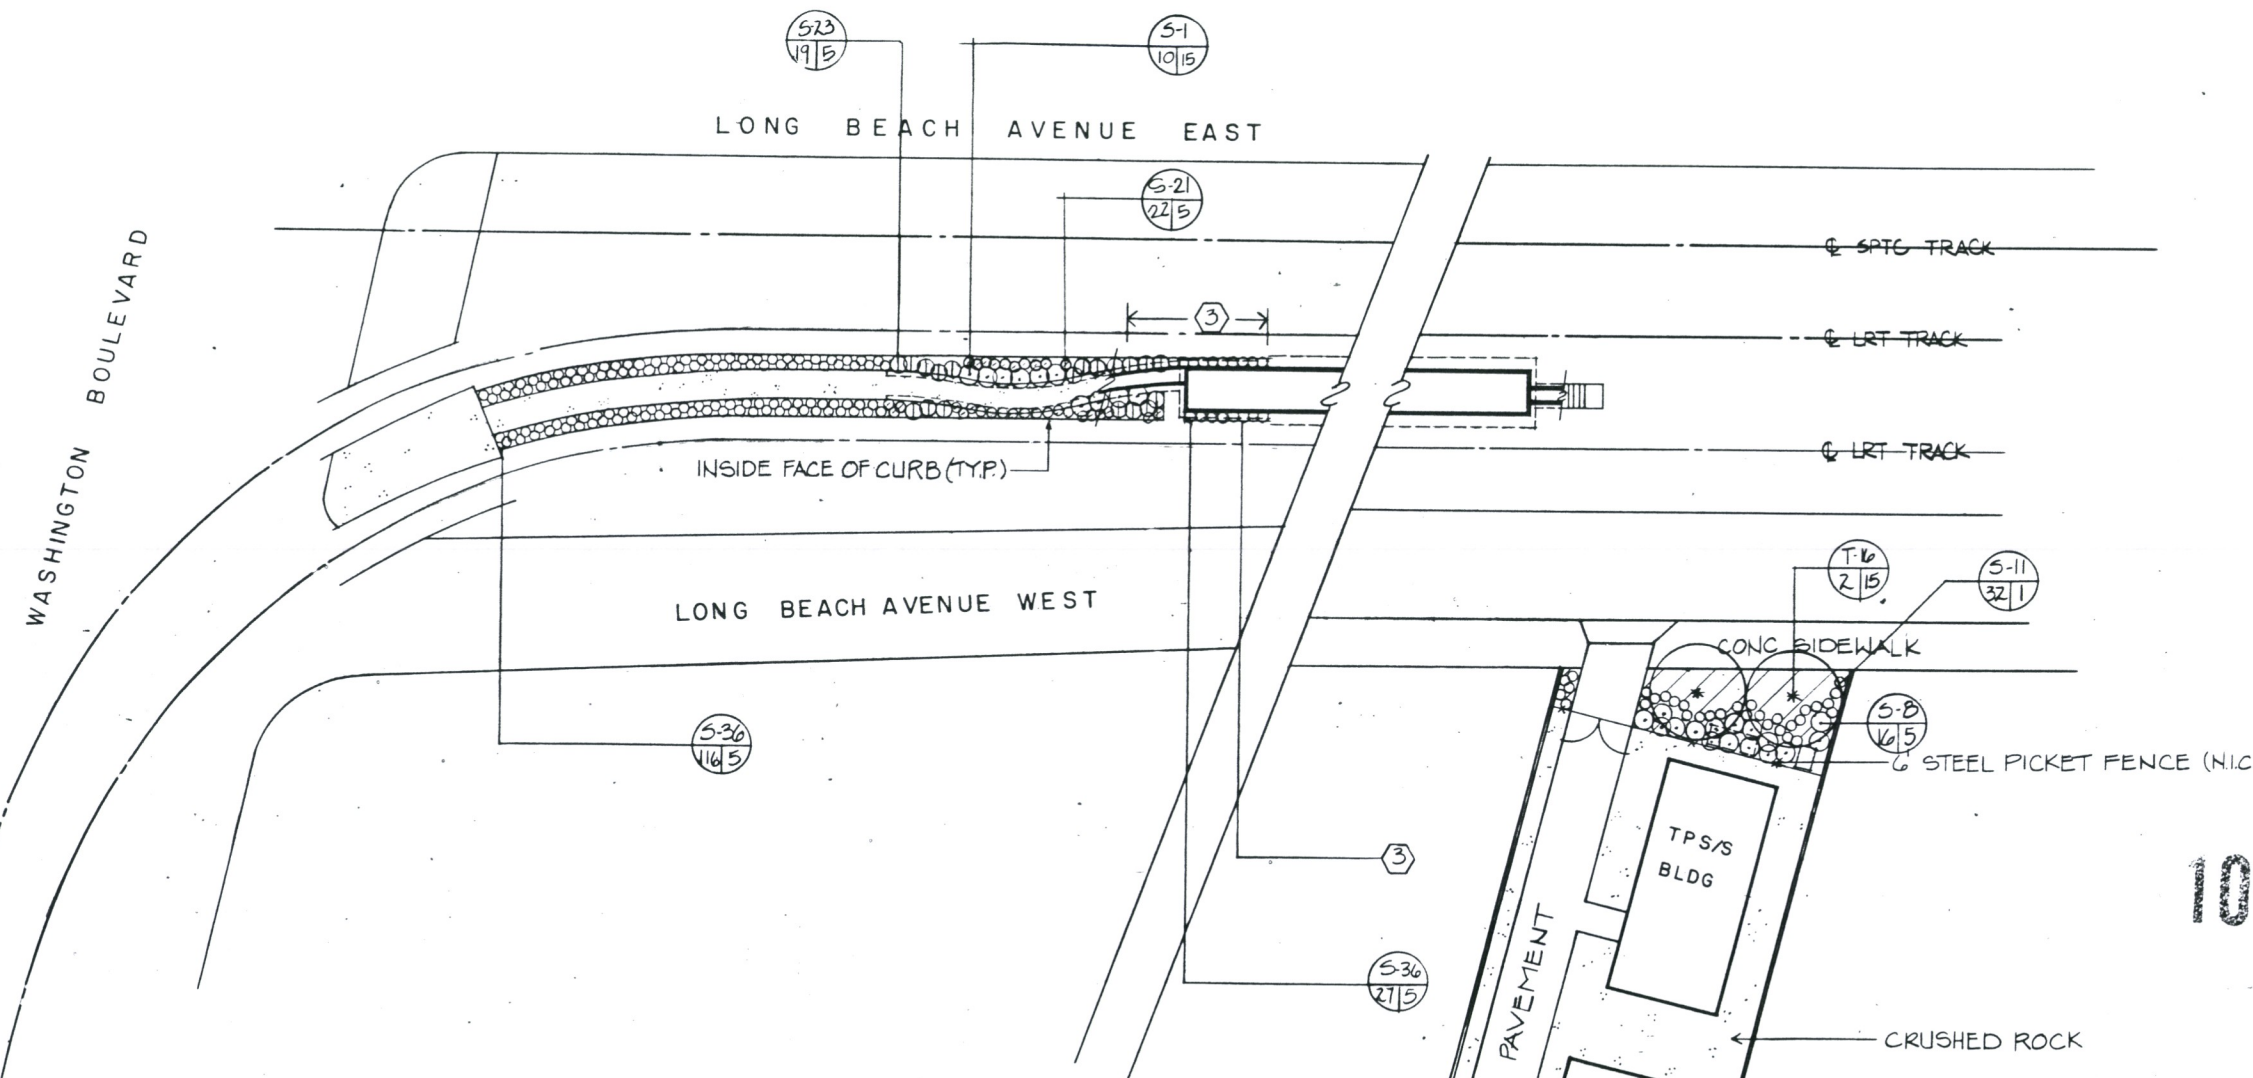 S-23
19 5
S-1
10 15
LONG BEACH AVENUE EAST
S-21
22 5
℄ SPTC TRACK
3
℄ LRT TRACK
℄ LRT TRACK
INSIDE FACE OF CURB (TYP.)
WASHINGTON BOULEVARD
LONG BEACH AVENUE WEST
T-16
2 15
S-11
32 1
CONC SIDEWALK
S-36
116 5
S-8
16 5
6 STEEL PICKET FENCE (N.I.C
TPS/S
BLDG
3
10
PAVEMENT
S-36
27 5
CRUSHED ROCK